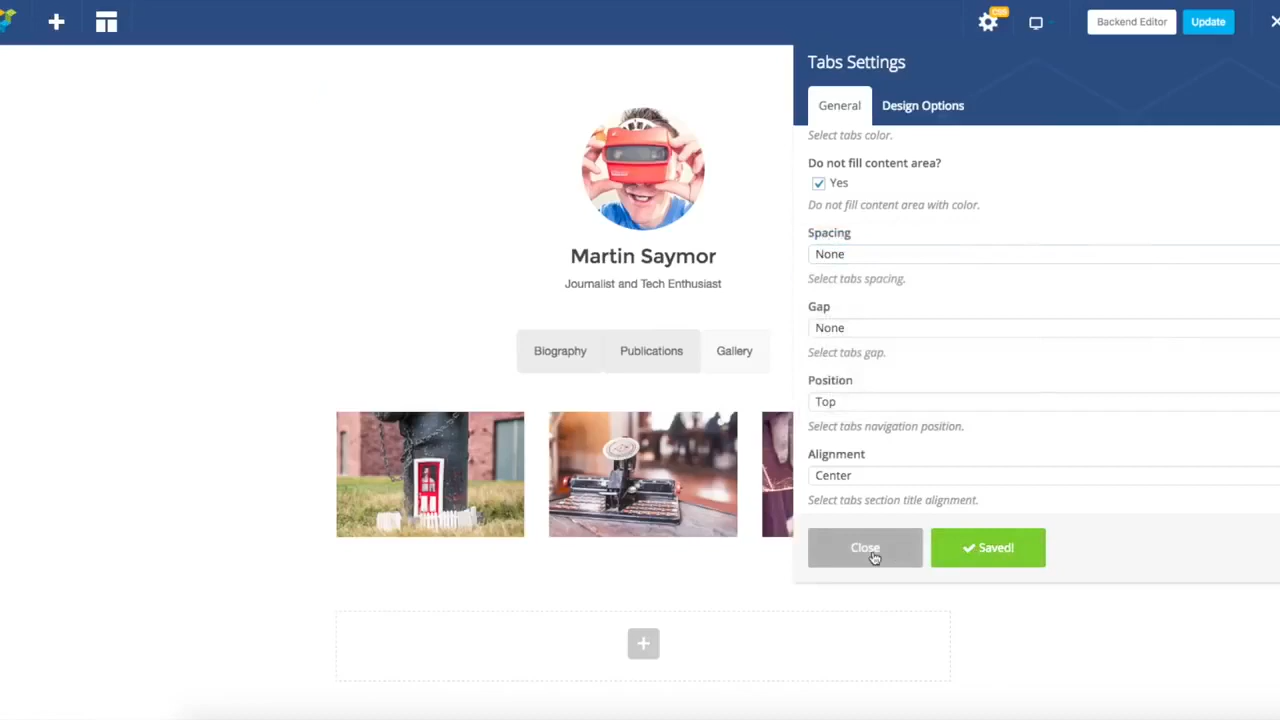 CSS
Backend Editor
Update
Tabs Settings
General
Design Options
Select tabs color.
Do not fill content area?
Yes
Do not fill content area with color.
Spacing
None
Select tabs spacing.
Gap
None
Select tabs gap.
Position
Top
Select tabs navigation position.
Alignment
Center
Select tabs section title alignment.
Close
Saved!
Martin Saymor
Journalist and Tech Enthusiast
Biography
Publications
Gallery